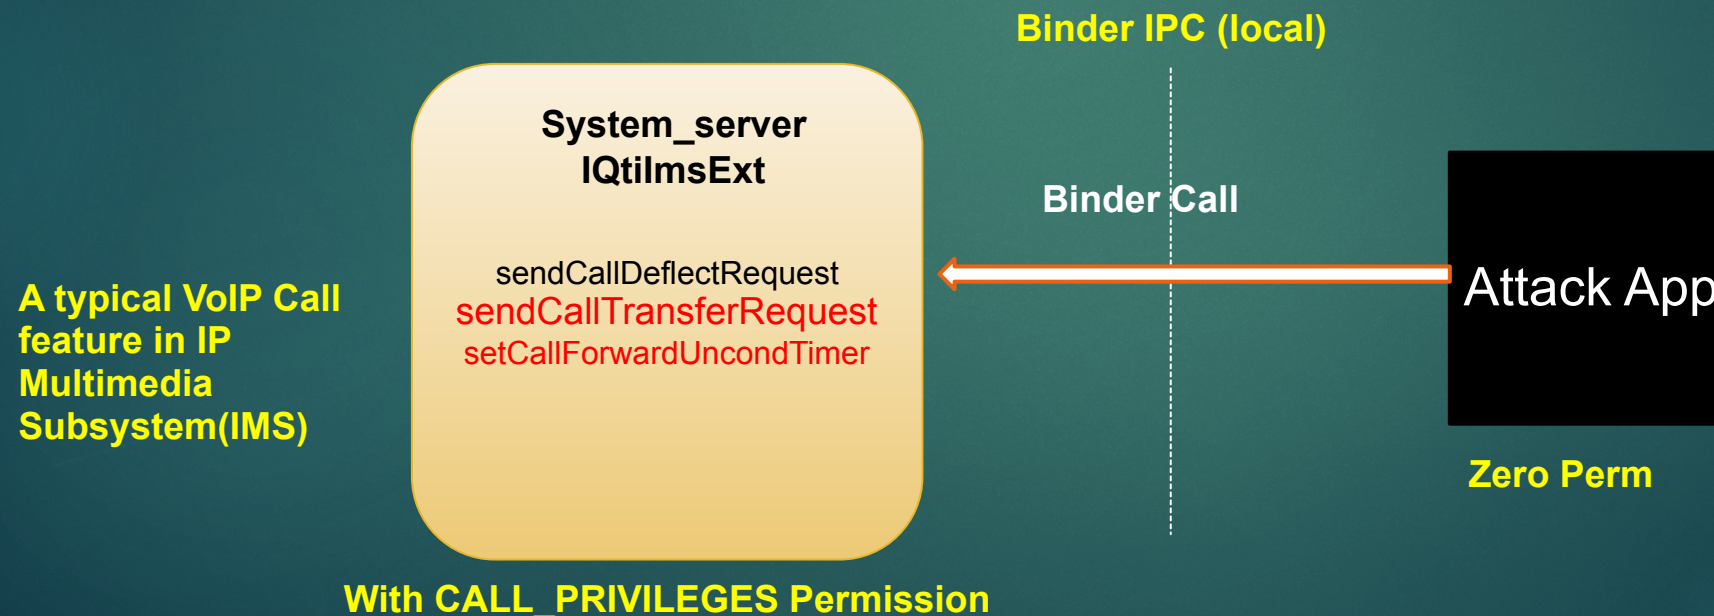 Binder IPC (local)
System_server
IQtiImsExt
Binder Call
sendCallDeflectRequest
sendCallTransferRequest
setCallForwardUncondTimer
A typical VoIP Call
feature in IP
Multimedia
Subsystem(IMS)
Attack App
Zero Perm
With CALL_PRIVILEGES Permission